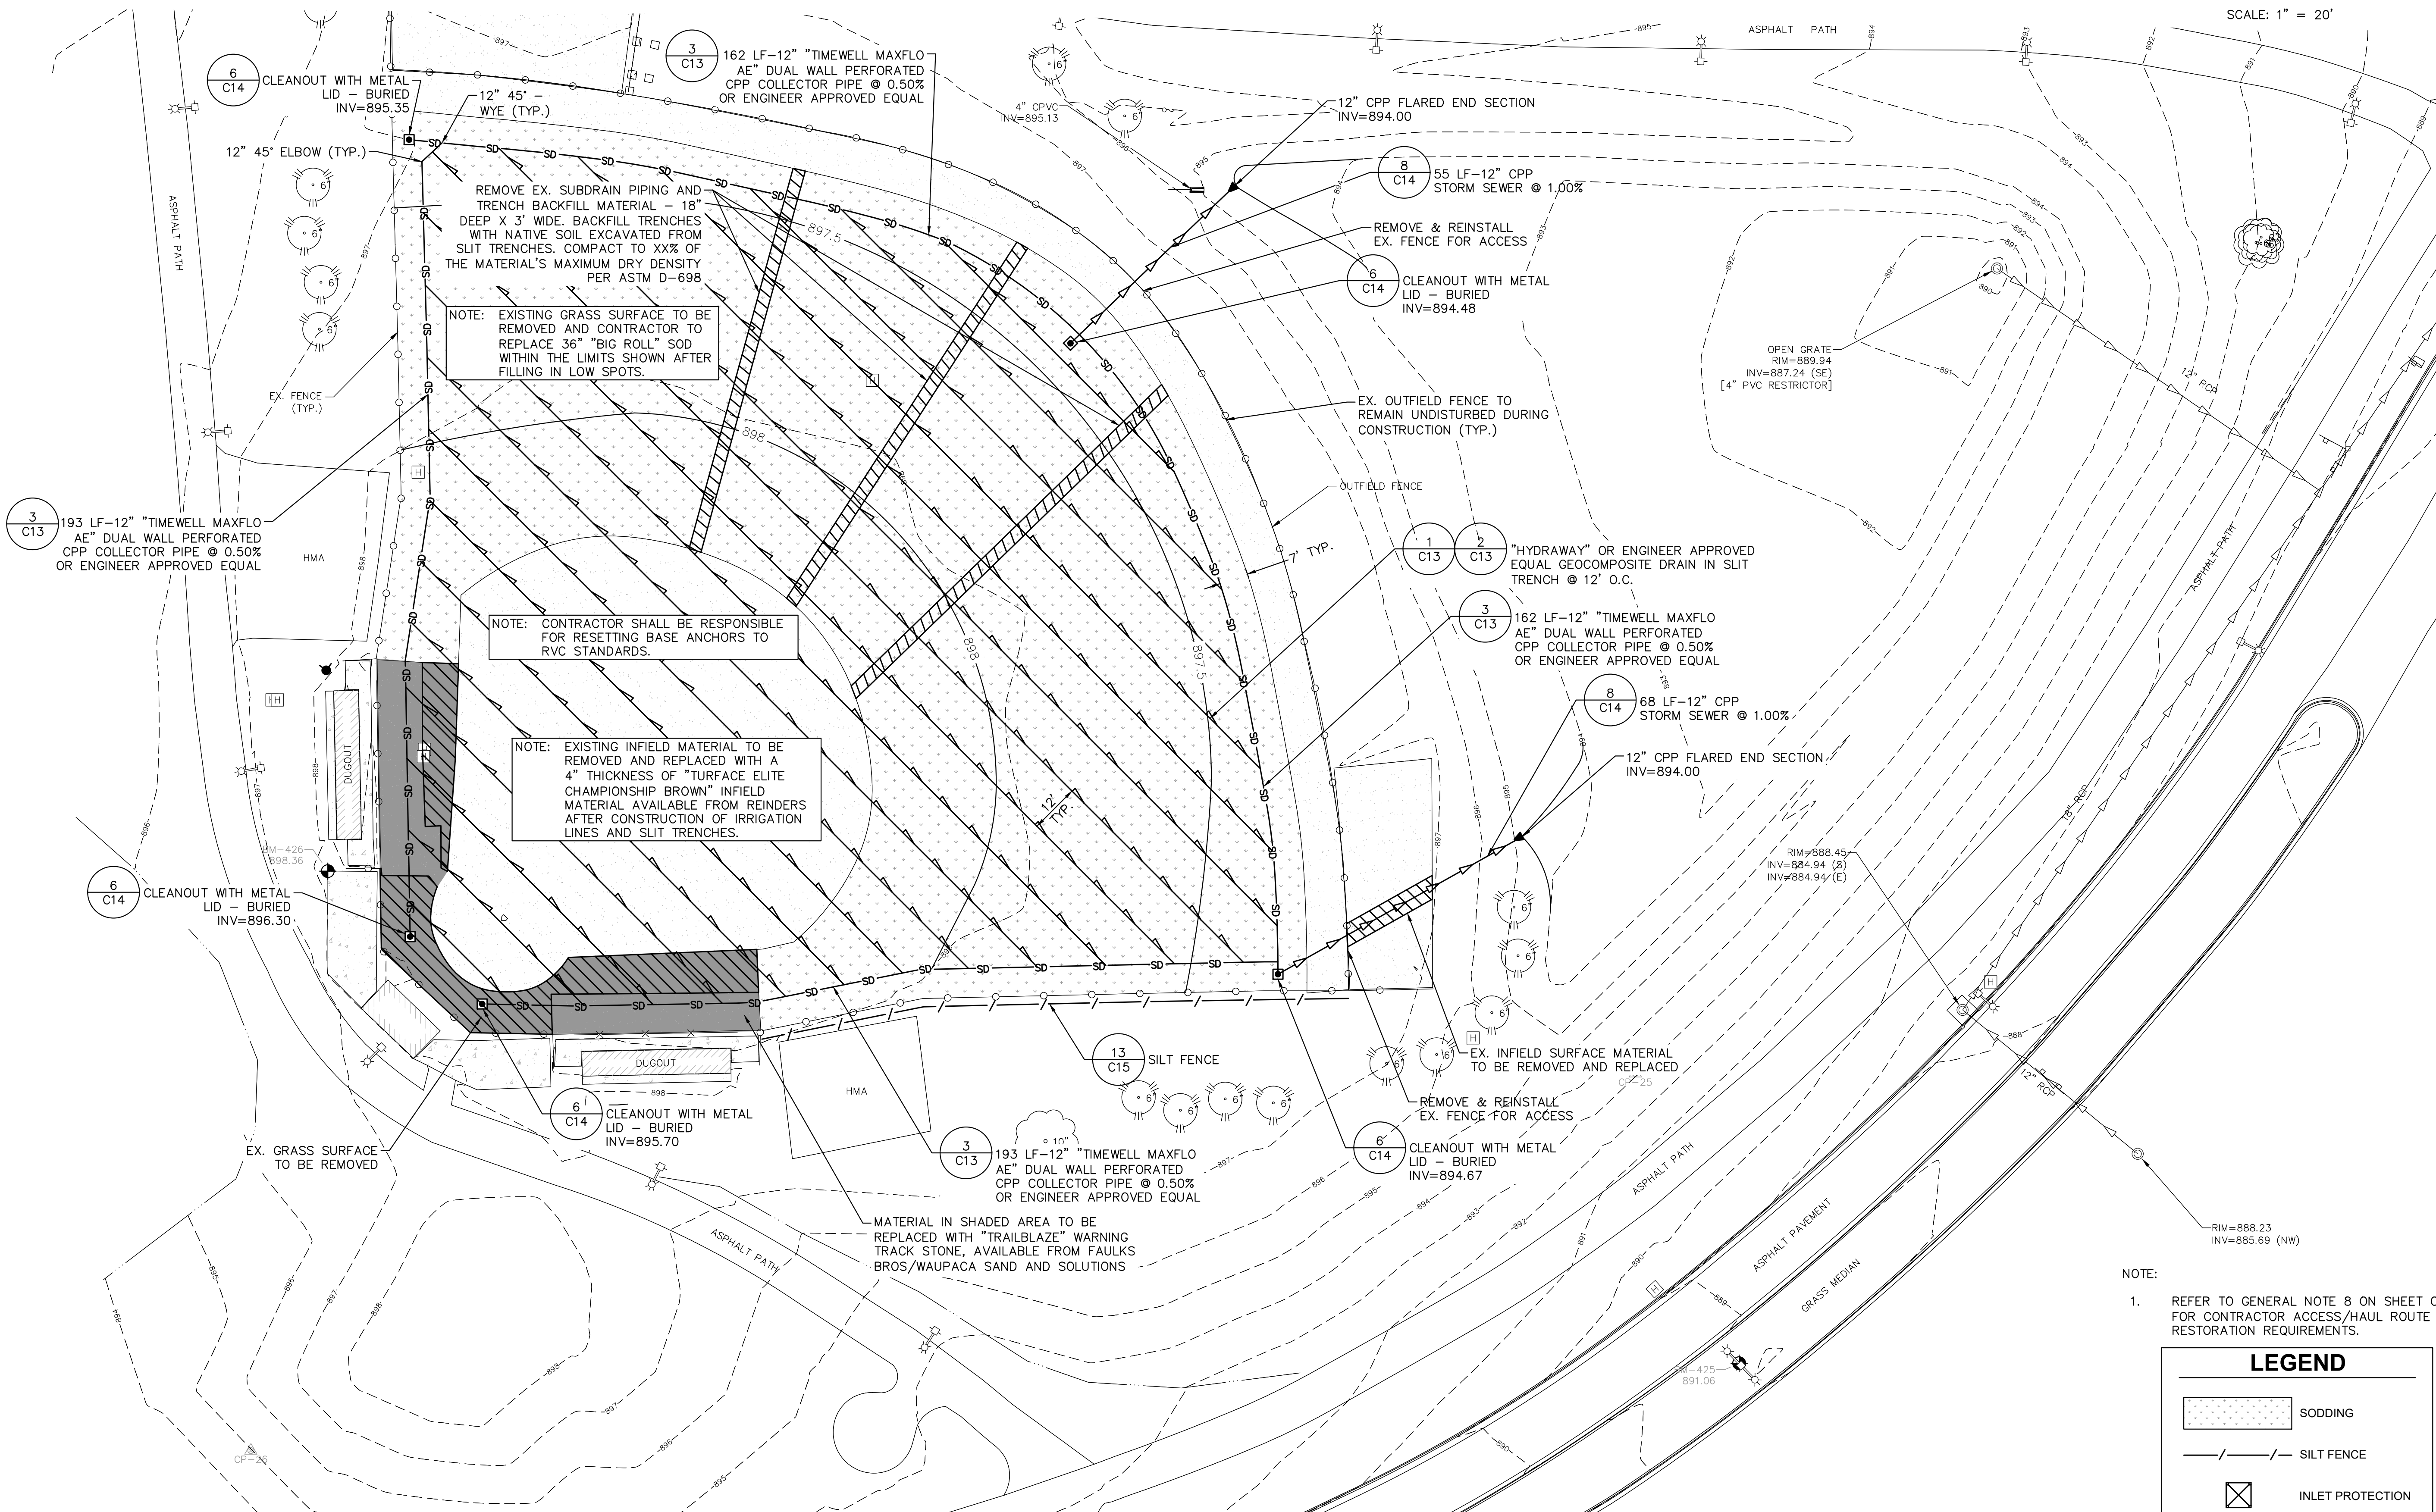 SCALE: 1" = 20'
ASPHALT PATH
6
C14
CLEANOUT WITH METAL
LID – BURIED
INV=895.35
12" 45° –
WYE (TYP.)
12" 45° ELBOW (TYP.)
3
C13
162 LF–12" "TIMEWELL MAXFLO
AE" DUAL WALL PERFORATED
CPP COLLECTOR PIPE @ 0.50%
OR ENGINEER APPROVED EQUAL
4" CPVC
INV=895.13
12" CPP FLARED END SECTION
INV=894.00
8
C14
55 LF–12" CPP
STORM SEWER @ 1.00%
REMOVE & REINSTALL
EX. FENCE FOR ACCESS
6
C14
CLEANOUT WITH METAL
LID – BURIED
INV=894.48
REMOVE EX. SUBDRAIN PIPING AND
TRENCH BACKFILL MATERIAL – 18"
DEEP X 3' WIDE. BACKFILL TRENCHES
WITH NATIVE SOIL EXCAVATED FROM
SLIT TRENCHES. COMPACT TO XX% OF
THE MATERIAL'S MAXIMUM DRY DENSITY
PER ASTM D–698
NOTE: EXISTING GRASS SURFACE TO BE
REMOVED AND CONTRACTOR TO
REPLACE 36" "BIG ROLL" SOD
WITHIN THE LIMITS SHOWN AFTER
FILLING IN LOW SPOTS.
ASPHALT PATH
EX. FENCE
(TYP.)
OPEN GRATE
RIM=889.94
INV=887.24 (SE)
[4" PVC RESTRICTOR]
12" RCP
EX. OUTFIELD FENCE TO
REMAIN UNDISTURBED DURING
CONSTRUCTION (TYP.)
897.5
898
OUTFIELD FENCE
7' TYP.
3
C13
193 LF–12" "TIMEWELL MAXFLO
AE" DUAL WALL PERFORATED
CPP COLLECTOR PIPE @ 0.50%
OR ENGINEER APPROVED EQUAL
HMA
1
C13
2
C13
"HYDRAWAY" OR ENGINEER APPROVED
EQUAL GEOCOMPOSITE DRAIN IN SLIT
TRENCH @ 12' O.C.
3
C13
162 LF–12" "TIMEWELL MAXFLO
AE" DUAL WALL PERFORATED
CPP COLLECTOR PIPE @ 0.50%
OR ENGINEER APPROVED EQUAL
ASPHALT PATH
NOTE: CONTRACTOR SHALL BE RESPONSIBLE
FOR RESETTING BASE ANCHORS TO
RVC STANDARDS.
898
897.5
8
C14
68 LF–12" CPP
STORM SEWER @ 1.00%
12" CPP FLARED END SECTION
INV=894.00
DUGOUT
NOTE: EXISTING INFIELD MATERIAL TO BE
REMOVED AND REPLACED WITH A
4" THICKNESS OF "TURFACE ELITE
CHAMPIONSHIP BROWN" INFIELD
MATERIAL AVAILABLE FROM REINDERS
AFTER CONSTRUCTION OF IRRIGATION
LINES AND SLIT TRENCHES.
12'
TYP.
18" RCP
RIM=888.45
INV=884.94 (S)
INV=884.94 (E)
898.36
6
C14
CLEANOUT WITH METAL
LID – BURIED
INV=896.30
13
C15
SILT FENCE
DUGOUT
HMA
EX. INFIELD SURFACE MATERIAL
TO BE REMOVED AND REPLACED
REMOVE & REINSTALL
EX. FENCE FOR ACCESS
12" RCP
6
C14
CLEANOUT WITH METAL
LID – BURIED
INV=895.70
EX. GRASS SURFACE
TO BE REMOVED
10"
3
C13
193 LF–12" "TIMEWELL MAXFLO
AE" DUAL WALL PERFORATED
CPP COLLECTOR PIPE @ 0.50%
OR ENGINEER APPROVED EQUAL
6
C14
CLEANOUT WITH METAL
LID – BURIED
INV=894.67
ASPHALT PATH
ASPHALT PATH
MATERIAL IN SHADED AREA TO BE
REPLACED WITH "TRAILBLAZE" WARNING
TRACK STONE, AVAILABLE FROM FAULKS
BROS/WAUPACA SAND AND SOLUTIONS
ASPHALT PAVEMENT
GRASS MEDIAN
RIM=888.23
INV=885.69 (NW)
891.06
CP–26
NOTE:
1. REFER TO GENERAL NOTE 8 ON SHEET
FOR CONTRACTOR ACCESS/HAUL ROUTE
RESTORATION REQUIREMENTS.
LEGEND
SODDING
SILT FENCE
INLET PROTECTION